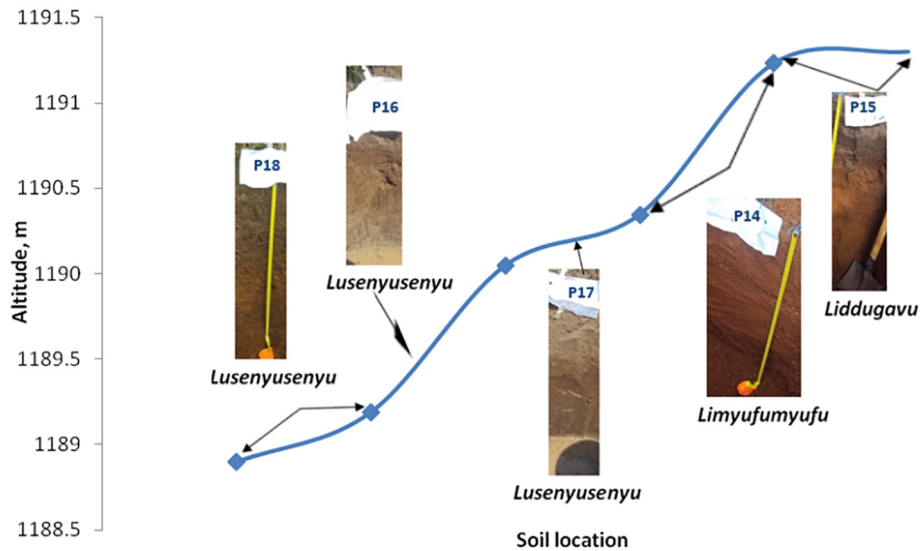 1191.5
1191
1190.5
1190
1189.5
1189
1188.5
Altitude, m
P18
Lusenyusenyu
P16
Lusenyusenyu
P17
Lusenyusenyu
P14
Limyufumyufu
P15
Liddugavu
Soil location